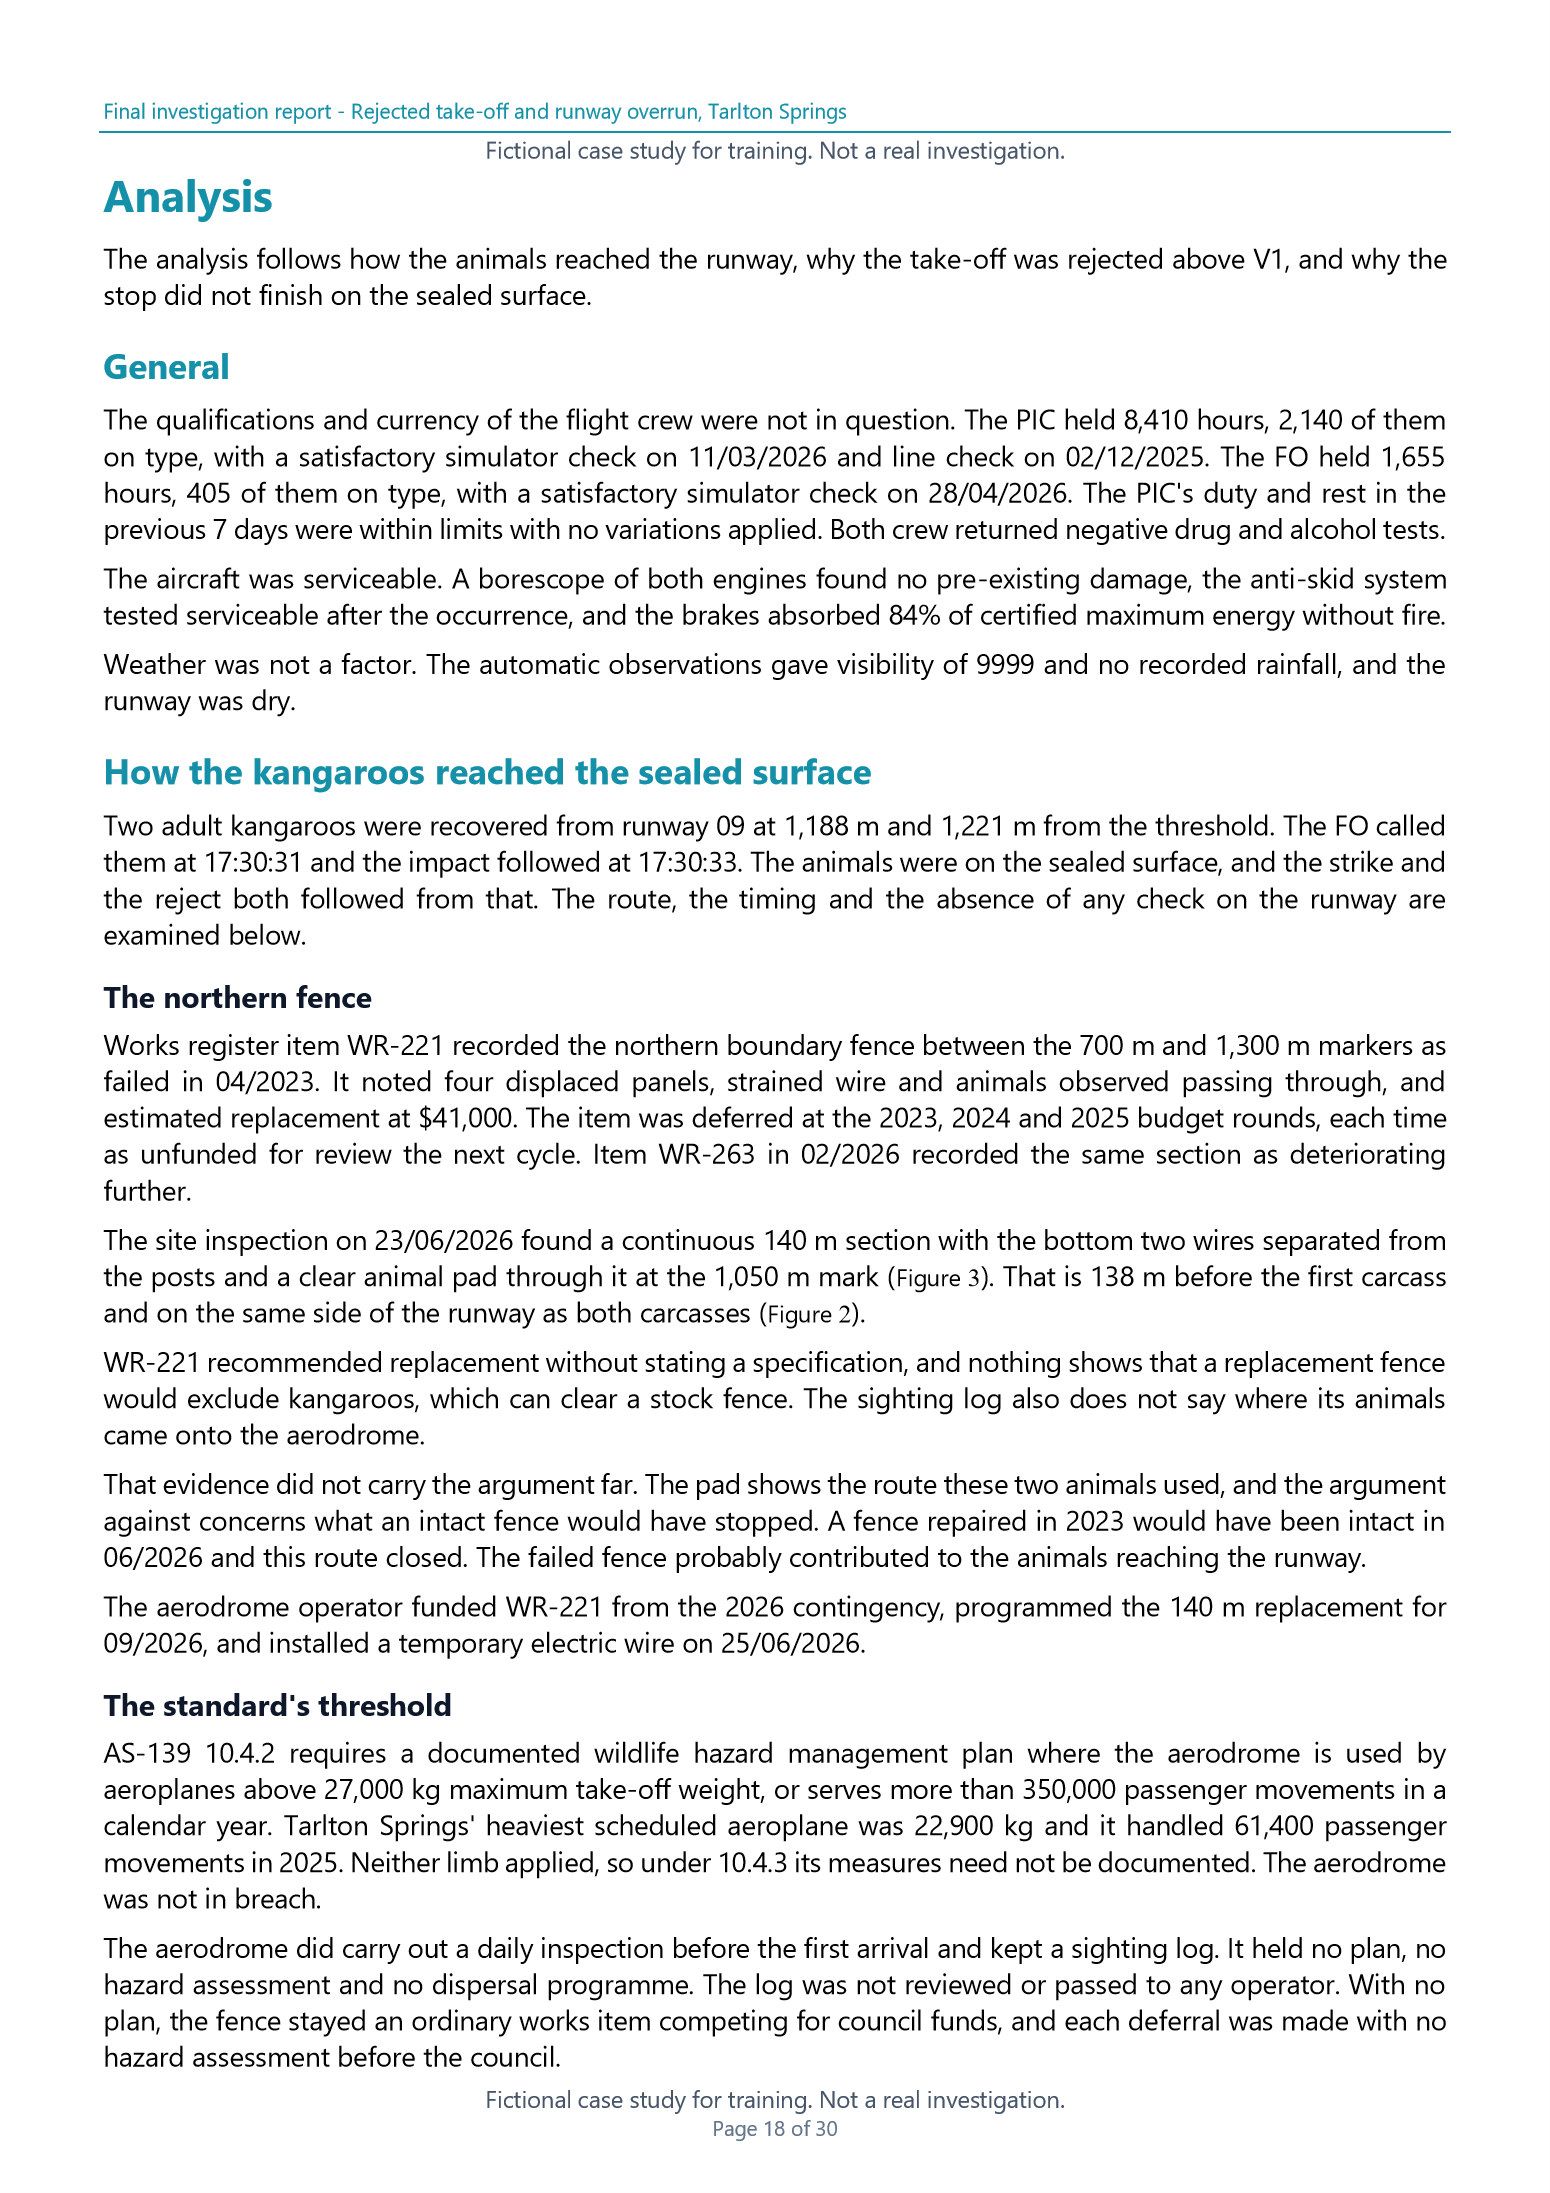 Final investigation report - Rejected take-off and runway overrun, Tarlton Springs
Fictional case study for training. Not a real investigation.
Analysis
The analysis follows how the animals reached the runway, why the take-off was rejected above V1, and why the
stop did not finish on the sealed surface.
General
The qualifications and currency of the flight crew were not in question. The PIC held 8,410 hours, 2,140 of them
on type, with a satisfactory simulator check on 11/03/2026 and line check on 02/12/2025. The FO held 1,655
hours, 405 of them on type, with a satisfactory simulator check on 28/04/2026. The PIC's duty and rest in the
previous 7 days were within limits with no variations applied. Both crew returned negative drug and alcohol tests.
The aircraft was serviceable. A borescope of both engines found no pre-existing damage, the anti-skid system
tested serviceable after the occurrence, and the brakes absorbed 84% of certified maximum energy without fire.
Weather was not a factor. The automatic observations gave visibility of 9999 and no recorded rainfall, and the
runway was dry.
How the kangaroos reached the sealed surface
Two adult kangaroos were recovered from runway 09 at 1,188 m and 1,221 m from the threshold. The FO called
them at 17:30:31 and the impact followed at 17:30:33. The animals were on the sealed surface, and the strike and
the reject both followed from that. The route, the timing and the absence of any check on the runway are
examined below.
The northern fence
Works register item WR-221 recorded the northern boundary fence between the 700 m and 1,300 m markers as
failed in 04/2023. It noted four displaced panels, strained wire and animals observed passing through, and
estimated replacement at $41,000. The item was deferred at the 2023, 2024 and 2025 budget rounds, each time
as unfunded for review the next cycle. Item WR-263 in 02/2026 recorded the same section as deteriorating
further.
The site inspection on 23/06/2026 found a continuous 140 m section with the bottom two wires separated from
the posts and a clear animal pad through it at the 1,050 m mark (Figure 3). That is 138 m before the first carcass
and on the same side of the runway as both carcasses (Figure 2).
WR-221 recommended replacement without stating a specification, and nothing shows that a replacement fence
would exclude kangaroos, which can clear a stock fence. The sighting log also does not say where its animals
came onto the aerodrome.
That evidence did not carry the argument far. The pad shows the route these two animals used, and the argument
against concerns what an intact fence would have stopped. A fence repaired in 2023 would have been intact in
06/2026 and this route closed. The failed fence probably contributed to the animals reaching the runway.
The aerodrome operator funded WR-221 from the 2026 contingency, programmed the 140 m replacement for
09/2026, and installed a temporary electric wire on 25/06/2026.
The standard's threshold
AS-139 10.4.2 requires a documented wildlife hazard management plan where the aerodrome is used by
aeroplanes above 27,000 kg maximum take-off weight, or serves more than 350,000 passenger movements in a
calendar year. Tarlton Springs' heaviest scheduled aeroplane was 22,900 kg and it handled 61,400 passenger
movements in 2025. Neither limb applied, so under 10.4.3 its measures need not be documented. The aerodrome
was not in breach.
The aerodrome did carry out a daily inspection before the first arrival and kept a sighting log. It held no plan, no
hazard assessment and no dispersal programme. The log was not reviewed or passed to any operator. With no
plan, the fence stayed an ordinary works item competing for council funds, and each deferral was made with no
hazard assessment before the council.
Fictional case study for training. Not a real investigation.
Page 18 of 30